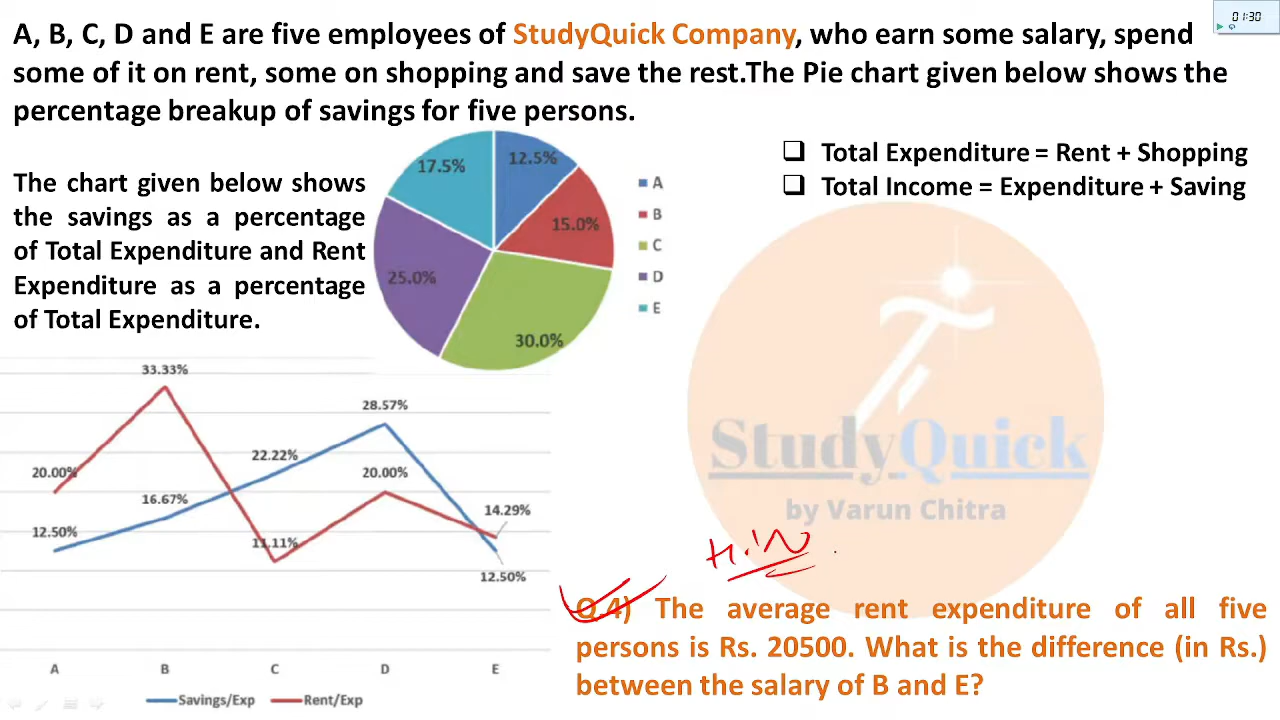 01:30
A, B, C, D and E are five employees of StudyQuick Company, who earn some salary, spend
some of it on rent, some on shopping and save the rest.The Pie chart given below shows the
percentage breakup of savings for five persons.
The chart given below shows
the savings as a percentage
of Total Expenditure and Rent
Expenditure as a percentage
of Total Expenditure.
17.5%
12.5%
15.0%
25.0%
30.0%
A
B
C
D
E
Total Expenditure = Rent + Shopping
Total Income = Expenditure + Saving
33.33%
28.57%
22.22%
20.00%
20.00%
16.67%
14.29%
12.50%
11.11%
12.50%
A B C D E
Savings/Exp Rent/Exp
StudyQuick
by Varun Chitra
H.W
Q.4) The average rent expenditure of all five
persons is Rs. 20500. What is the difference (in Rs.)
between the salary of B and E?